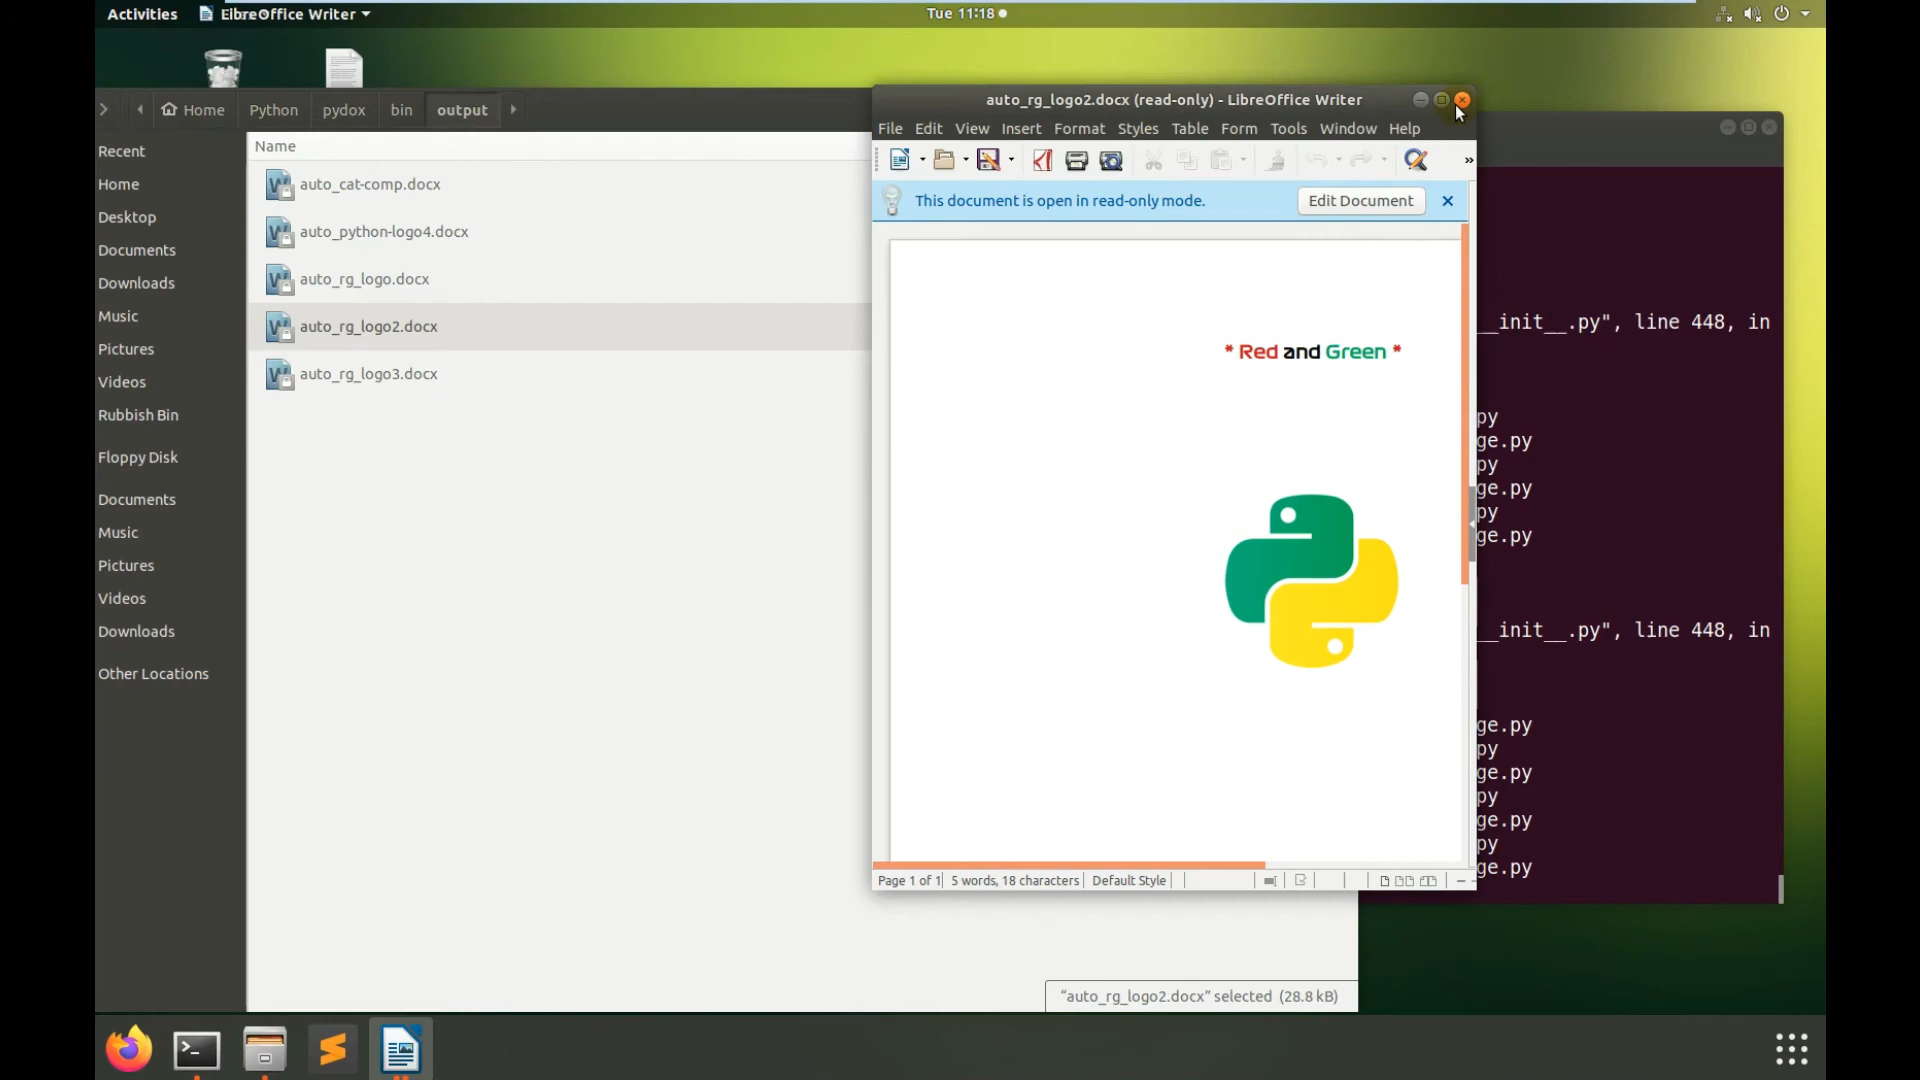 Activities
LibreOffice Writer
Tue 11:18
Home
Python
pydox
bin
output
auto_rg_logo2.docx (read-only) - LibreOffice Writer
File Edit View Insert Format Styles Table Form Tools Window Help
»
This document is open in read-only mode.
Edit Document
Recent
Home
Desktop
Documents
Downloads
Music
Pictures
Videos
Rubbish Bin
Floppy Disk
Documents
Music
Pictures
Videos
Downloads
Other Locations
Name
auto_cat-comp.docx
auto_python-logo4.docx
auto_rg_logo.docx
auto_rg_logo2.docx
auto_rg_logo3.docx
* Red and Green *
Page 1 of 1
5 words, 18 characters
Default Style
__init__.py", line 448, in
py
ge.py
py
ge.py
py
ge.py
__init__.py", line 448, in
ge.py
py
ge.py
py
ge.py
py
ge.py
“auto_rg_logo2.docx” selected (28.8 kB)